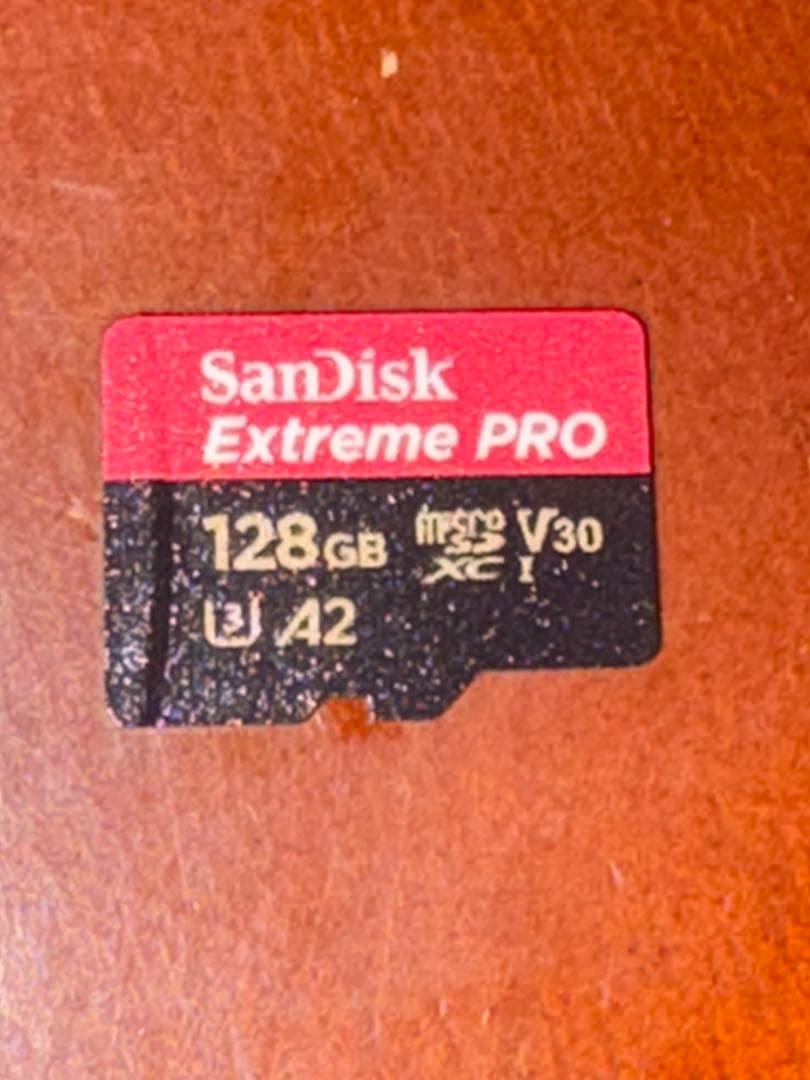 SanDisk
Extreme PRO
128GB micro SD XC I V30
U3 A2